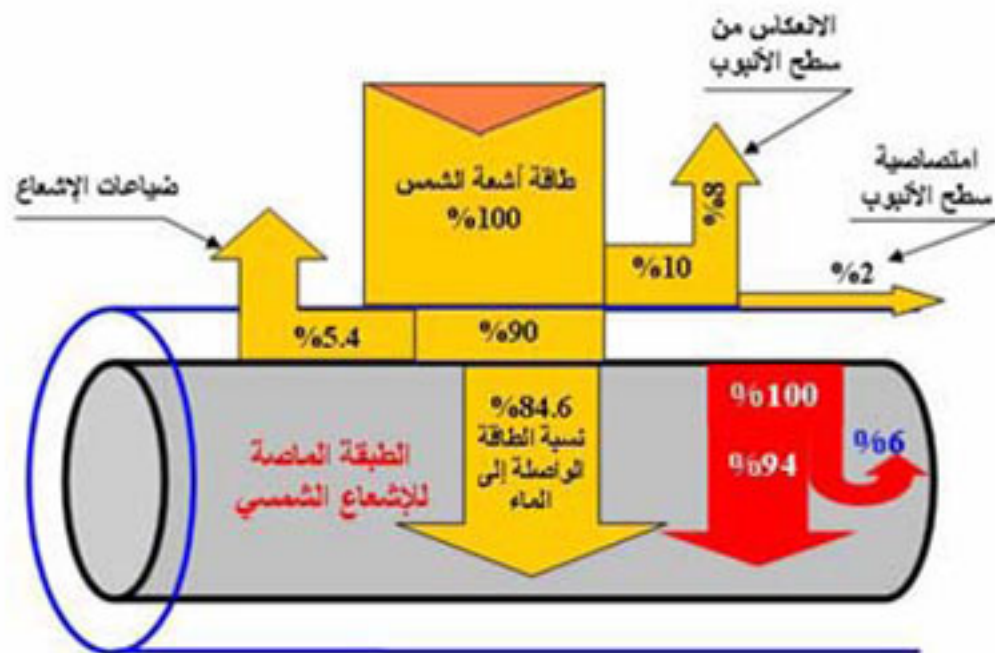 الانعكاس من
سطح الأنبوب
امتصاصية
سطح الأنبوب
ضياعات الإشعاع
طاقة أشعة الشمس
%100
%8
%10
%2
%5.4
%90
%84.6
نسبة الطاقة
الواصلة إلى
الماء
%100
%94
%6
الطبقة الماصة
للإشعاع الشمسي